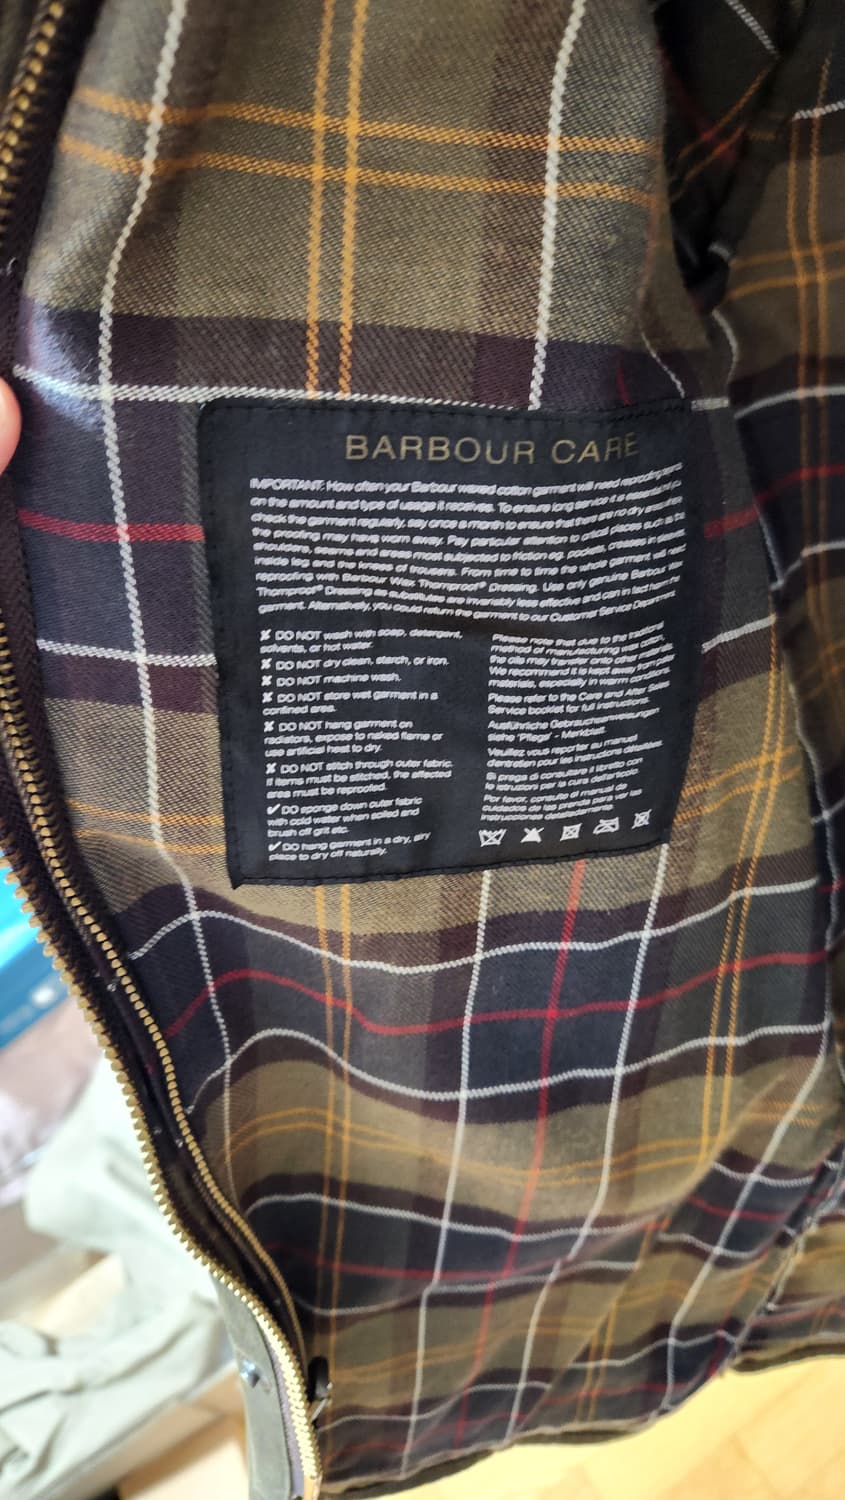 BARBOUR CARE
IMPORTANT: How often your Barbour waxed cotton garment will need reproofing depends
on the amount and type of usage it receives. To ensure long service it is essential that you
check the garment regularly, say once a month to ensure that there are no dry areas where
the proofing may have worn away. Pay particular attention to critical places such as the
shoulders, seams and areas most subjected to friction eg. pockets, creases in sleeves
inside leg and the knees of trousers. From time to time the whole garment will need
reproofing with Barbour Wax Thornproof® Dressing. Use only genuine Barbour Wax
Thornproof® Dressing as substitutes are invariably less effective and can in fact harm the
garment. Alternatively, you could return the garment to our Customer Service Department.
✘ DO NOT wash with soap, detergent,
solvents, or hot water.
✘ DO NOT dry clean, starch, or iron.
✘ DO NOT machine wash.
✘ DO NOT store wet garment in a
confined area.
✘ DO NOT hang garment on
radiators, expose to naked flame or
use artificial heat to dry.
✘ DO NOT stitch through outer fabric.
If items must be stitched, the affected
area must be reproofed.
✔ DO sponge down outer fabric
with cold water when soiled and
brush off grit etc.
✔ DO hang garment in a dry, airy
place to dry off naturally.
Please note that due to the traditional
method of manufacturing wax cotton,
the oils may transfer onto other materials.
We recommend it is kept away from paler
materials, especially in warm conditions.
Please refer to the Care and After Sales
Service booklet for full instructions.
Ausführliche Gebrauchsanweisungen
siehe 'Pflege' - Merkblatt.
Veuillez vous reporter au manuel
d'entretien pour les instructions détaillées.
Si prega di consultare il libretto con
le istruzioni per la cura dell'articolo.
Por favor, consulte el manual de
cuidados de las prenda para ver las
instrucciones detalladamente.